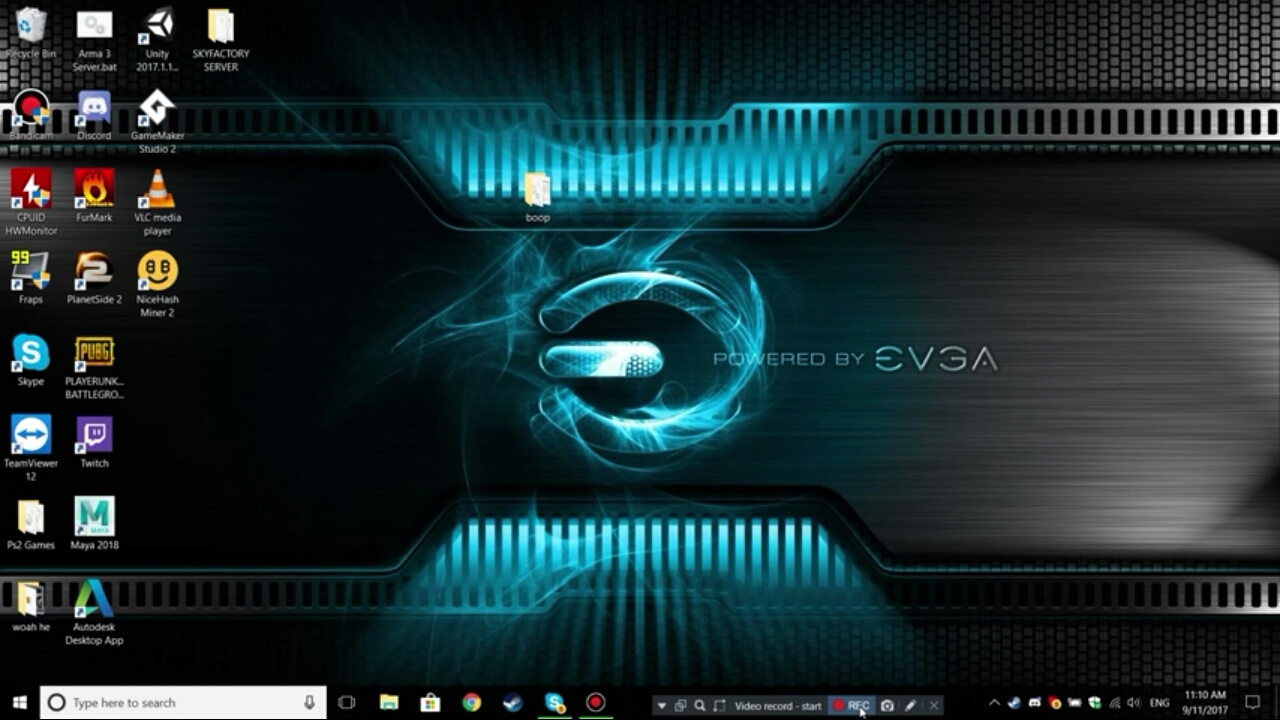 Recycle Bin
Arma 3
Server.bat
Unity
2017.1.1...
SKYFACTORY
SERVER
Bandicam
Discord
GameMaker
Studio 2
CPUID
HWMonitor
FurMark
VLC media
player
boop
99
Fraps
PlanetSide 2
NiceHash
Miner 2
Skype
PUBG
PLAYERUNK...
BATTLEGRO...
POWERED BY EVGA
TeamViewer
12
Twitch
Ps2 Games
MAYA
Maya 2018
woah he
Autodesk
Desktop App
Type here to search
Video record - start
REC
ENG
11:10 AM
9/11/2017